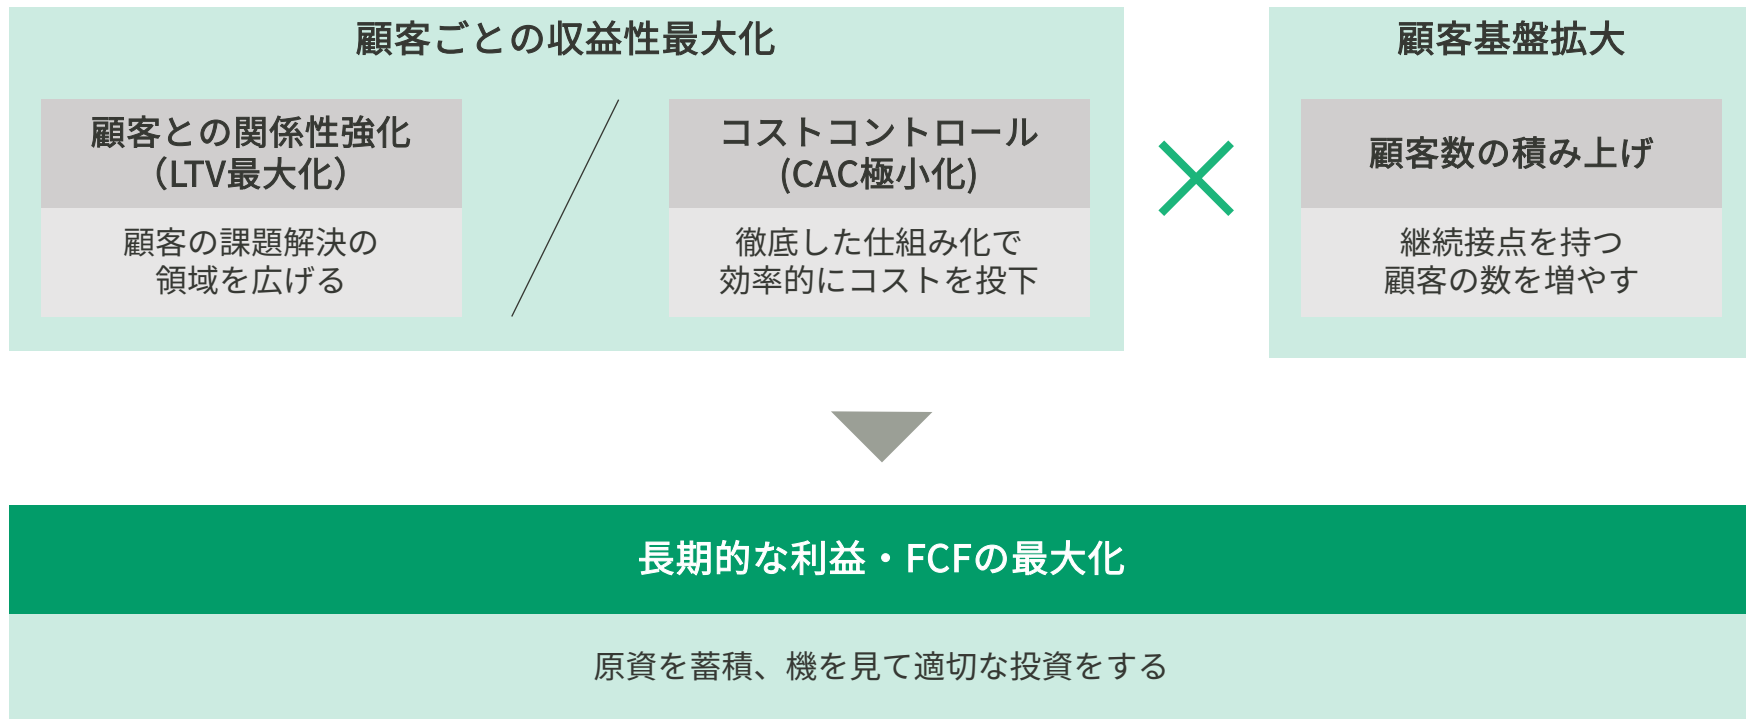 顧客ごとの収益性最大化
顧客との関係性強化
（LTV最大化）
顧客の課題解決の
領域を広げる
コストコントロール
(CAC極小化)
徹底した仕組み化で
効率的にコストを投下
顧客基盤拡大
顧客数の積み上げ
継続接点を持つ
顧客の数を増やす
長期的な利益・FCFの最大化
原資を蓄積、機を見て適切な投資をする